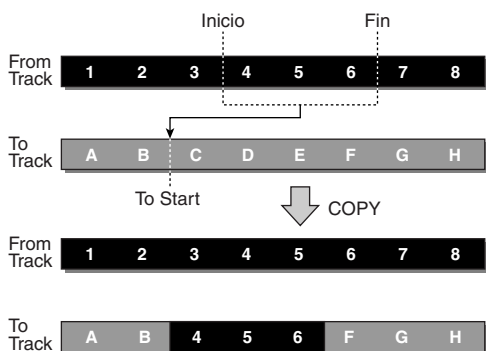 Inicio Fin
From
Track 1 2 3 4 5 6 7 8
To
Track A B C D E F G H
To Start
COPY
From
Track 1 2 3 4 5 6 7 8
To
Track A B 4 5 6 F G H